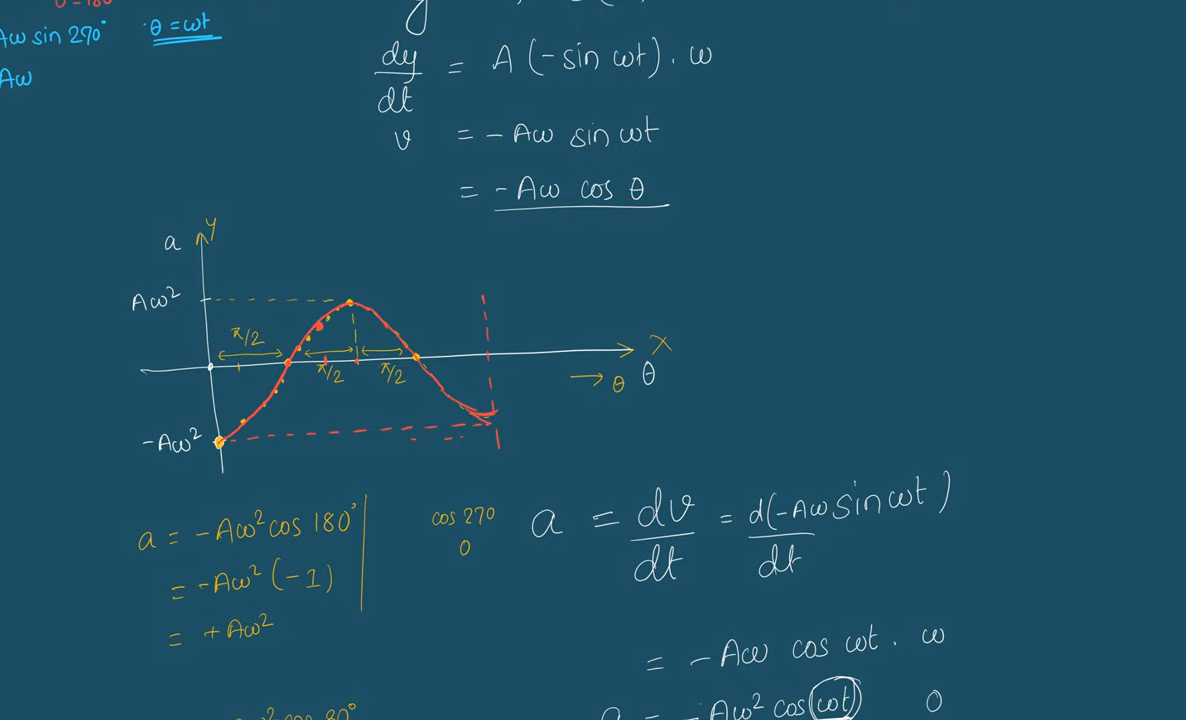 Aω sin 270° · θ = ωt
Aω
dy/dt = A (-sin ωt) . ω
v = - Aω sin ωt
= - Aω cos θ
a y
Aω²
π/2
π/2 π/2
X
→ θ θ
-Aω²
a = -Aω² cos 180°
= -Aω² (-1)
= +Aω²
cos 270
0
a = dv/dt = d(-Aω sin ωt)/dt
= -Aω cos ωt . ω
-Aω² cos ωt 0